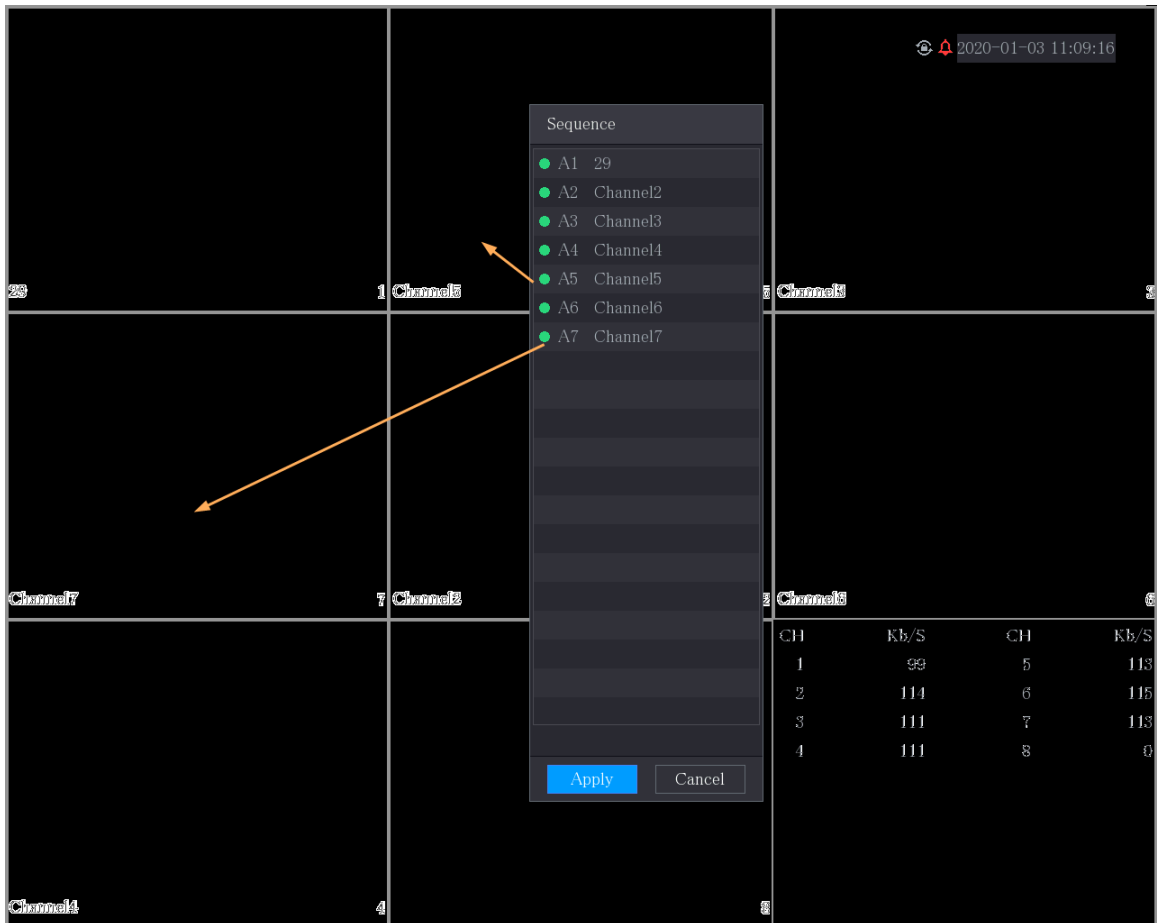 2020-01-03 11:09:16
Sequence
A1 29
A2 Channel2
A3 Channel3
A4 Channel4
A5 Channel5
A6 Channel6
A7 Channel7
Apply Cancel
29 1
Channel5 5
Channel3 3
Channel7 7
Channel2 2
Channel6 6
Channel4 4
8
CH Kb/S CH Kb/S
1 99 5 113
2 114 6 115
3 111 7 113
4 111 8 0